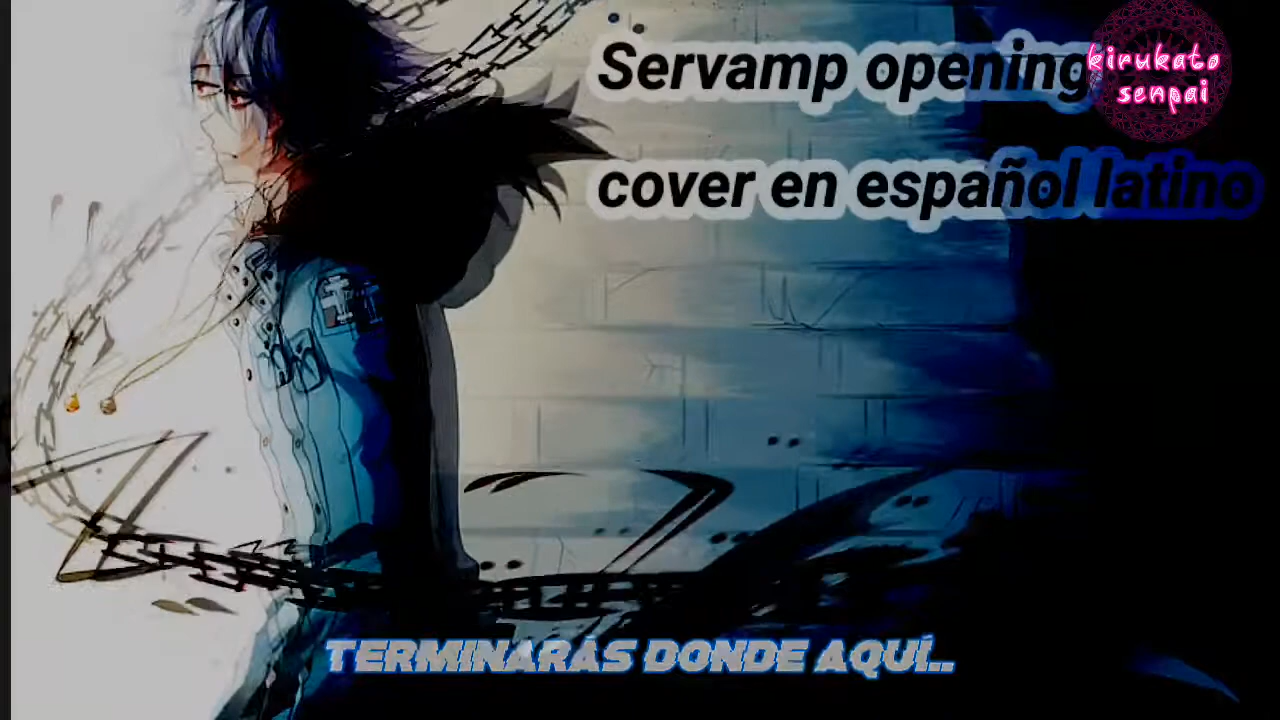 Servamp opening
kirukato
senpai
cover en español latino
TERMINARÁS DONDE AQUÍ..